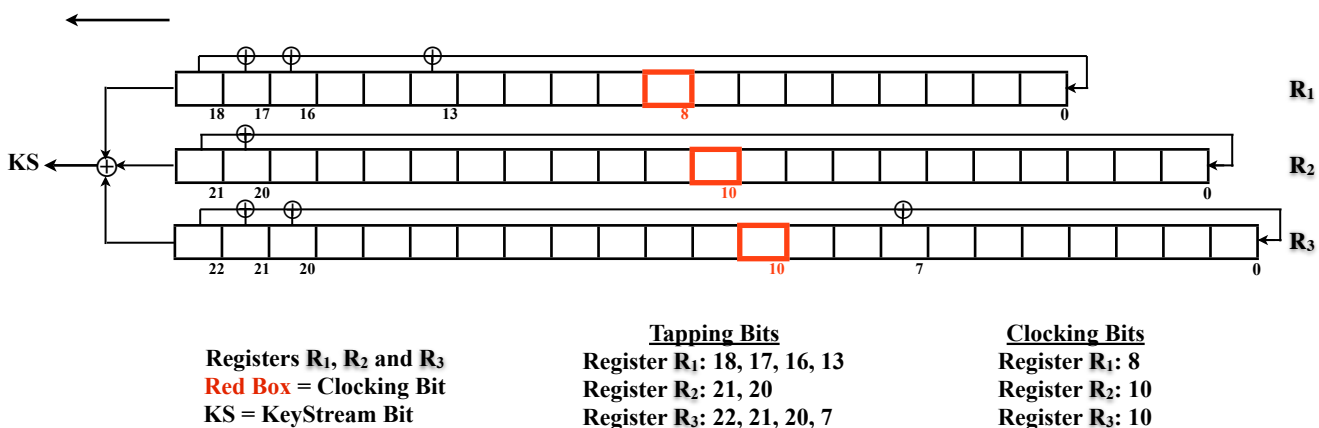 18 17 16 13 8 0 R1
KS
21 20 10 0 R2
22 21 20 10 7 0 R3
Registers R1, R2 and R3
Red Box = Clocking Bit
KS = KeyStream Bit
Tapping Bits
Register R1: 18, 17, 16, 13
Register R2: 21, 20
Register R3: 22, 21, 20, 7
Clocking Bits
Register R1: 8
Register R2: 10
Register R3: 10